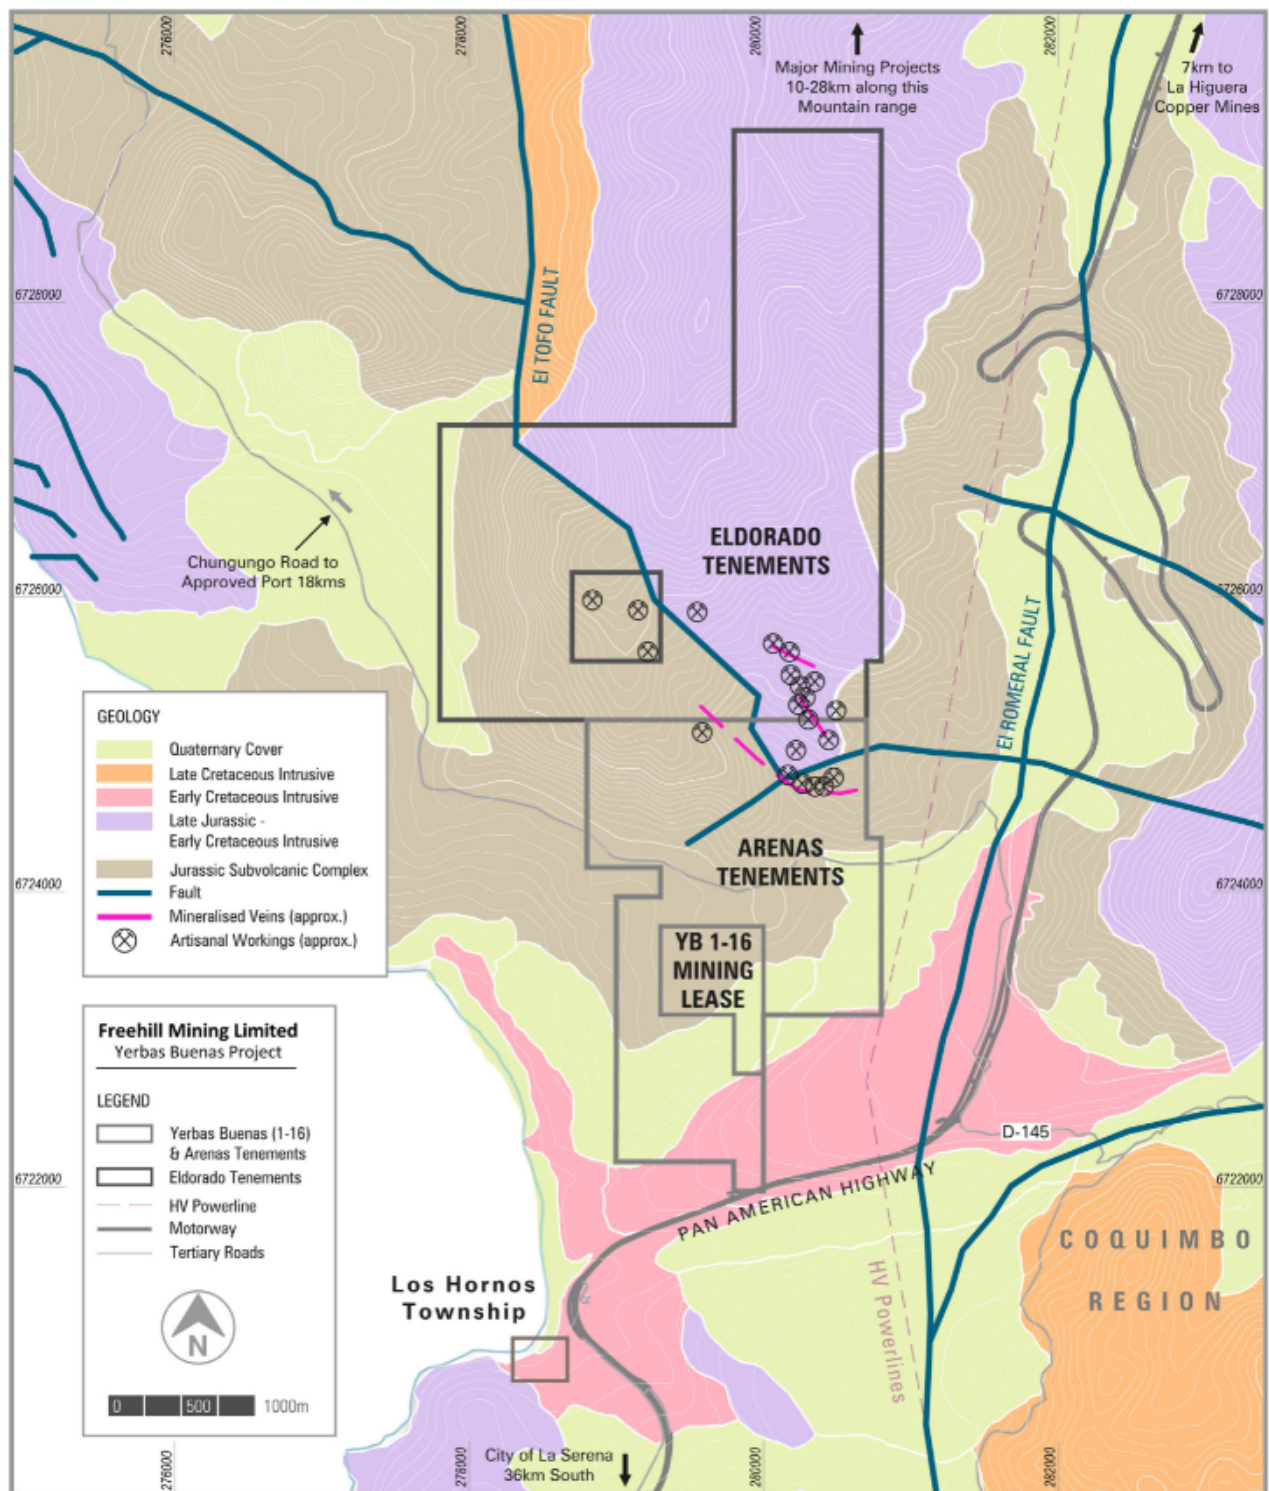 276000
278000
280000
282000
Major Mining Projects
10-28km along this
Mountain range
7km to
La Higuera
Copper Mines
6728000
6728000
EI TOFO FAULT
ELDORADO
TENEMENTS
Chungungo Road to
Approved Port 18kms
6726000
6726000
EI ROMERAL FAULT
GEOLOGY
Quaternary Cover
Late Cretaceous Intrusive
Early Cretaceous Intrusive
Late Jurassic -
Early Cretaceous Intrusive
Jurassic Subvolcanic Complex
Fault
Mineralised Veins (approx.)
Artisanal Workings (approx.)
ARENAS
TENEMENTS
6724000
6724000
YB 1-16
MINING
LEASE
Freehill Mining Limited
Yerbas Buenas Project
LEGEND
Yerbas Buenas (1-16)
& Arenas Tenements
Eldorado Tenements
HV Powerline
Motorway
Tertiary Roads
N
0 500 1000m
D-145
6722000
6722000
PAN AMERICAN HIGHWAY
COQUIMBO
REGION
HV Powerlines
Los Hornos
Township
City of La Serena
36km South
276000
278000
280000
282000